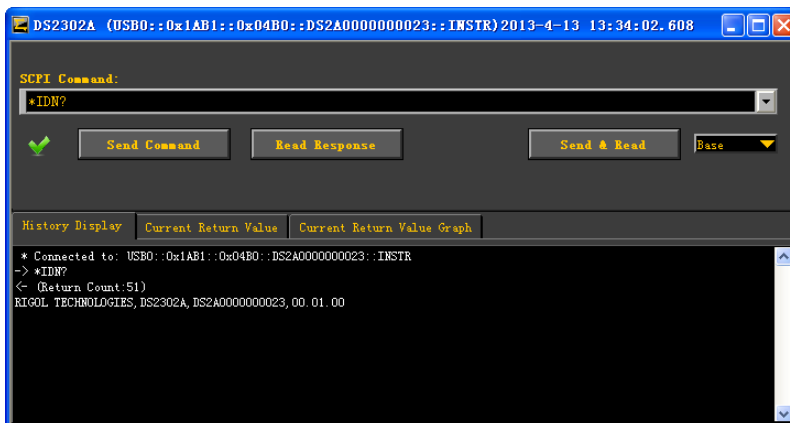 DS2302A (USB0::0x1AB1::0x04B0::DS2A0000000023::INSTR)2013-4-13 13:34:02.608
SCPI Command:
*IDN?
Send Command Read Response Send & Read Base
History Display Current Return Value Current Return Value Graph
* Connected to: USB0::0x1AB1::0x04B0::DS2A0000000023::INSTR
-> *IDN?
<- (Return Count:51)
RIGOL TECHNOLOGIES,DS2302A,DS2A0000000023,00.01.00